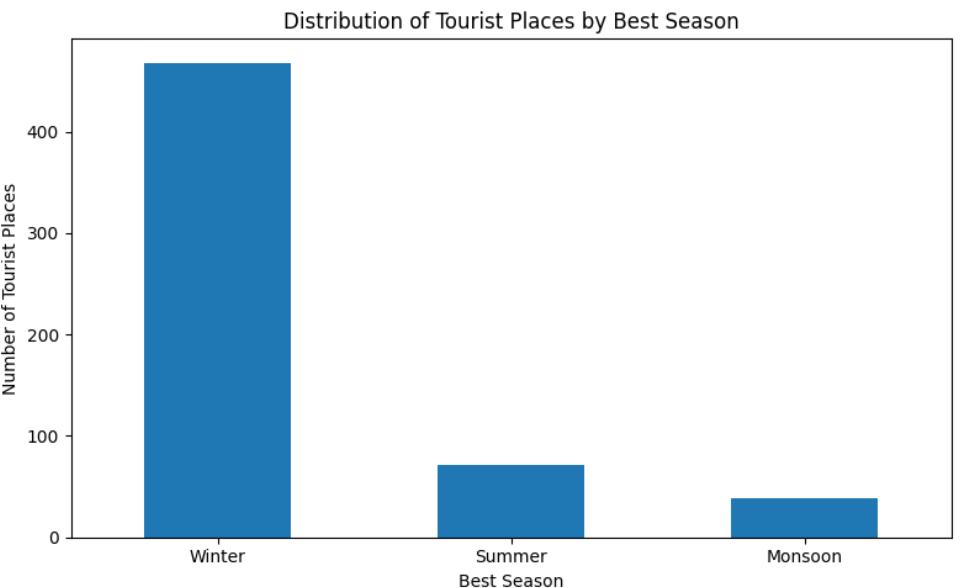 Distribution of Tourist Places by Best Season
Number of Tourist Places
400
300
200
100
0
Winter
Summer
Monsoon
Best Season